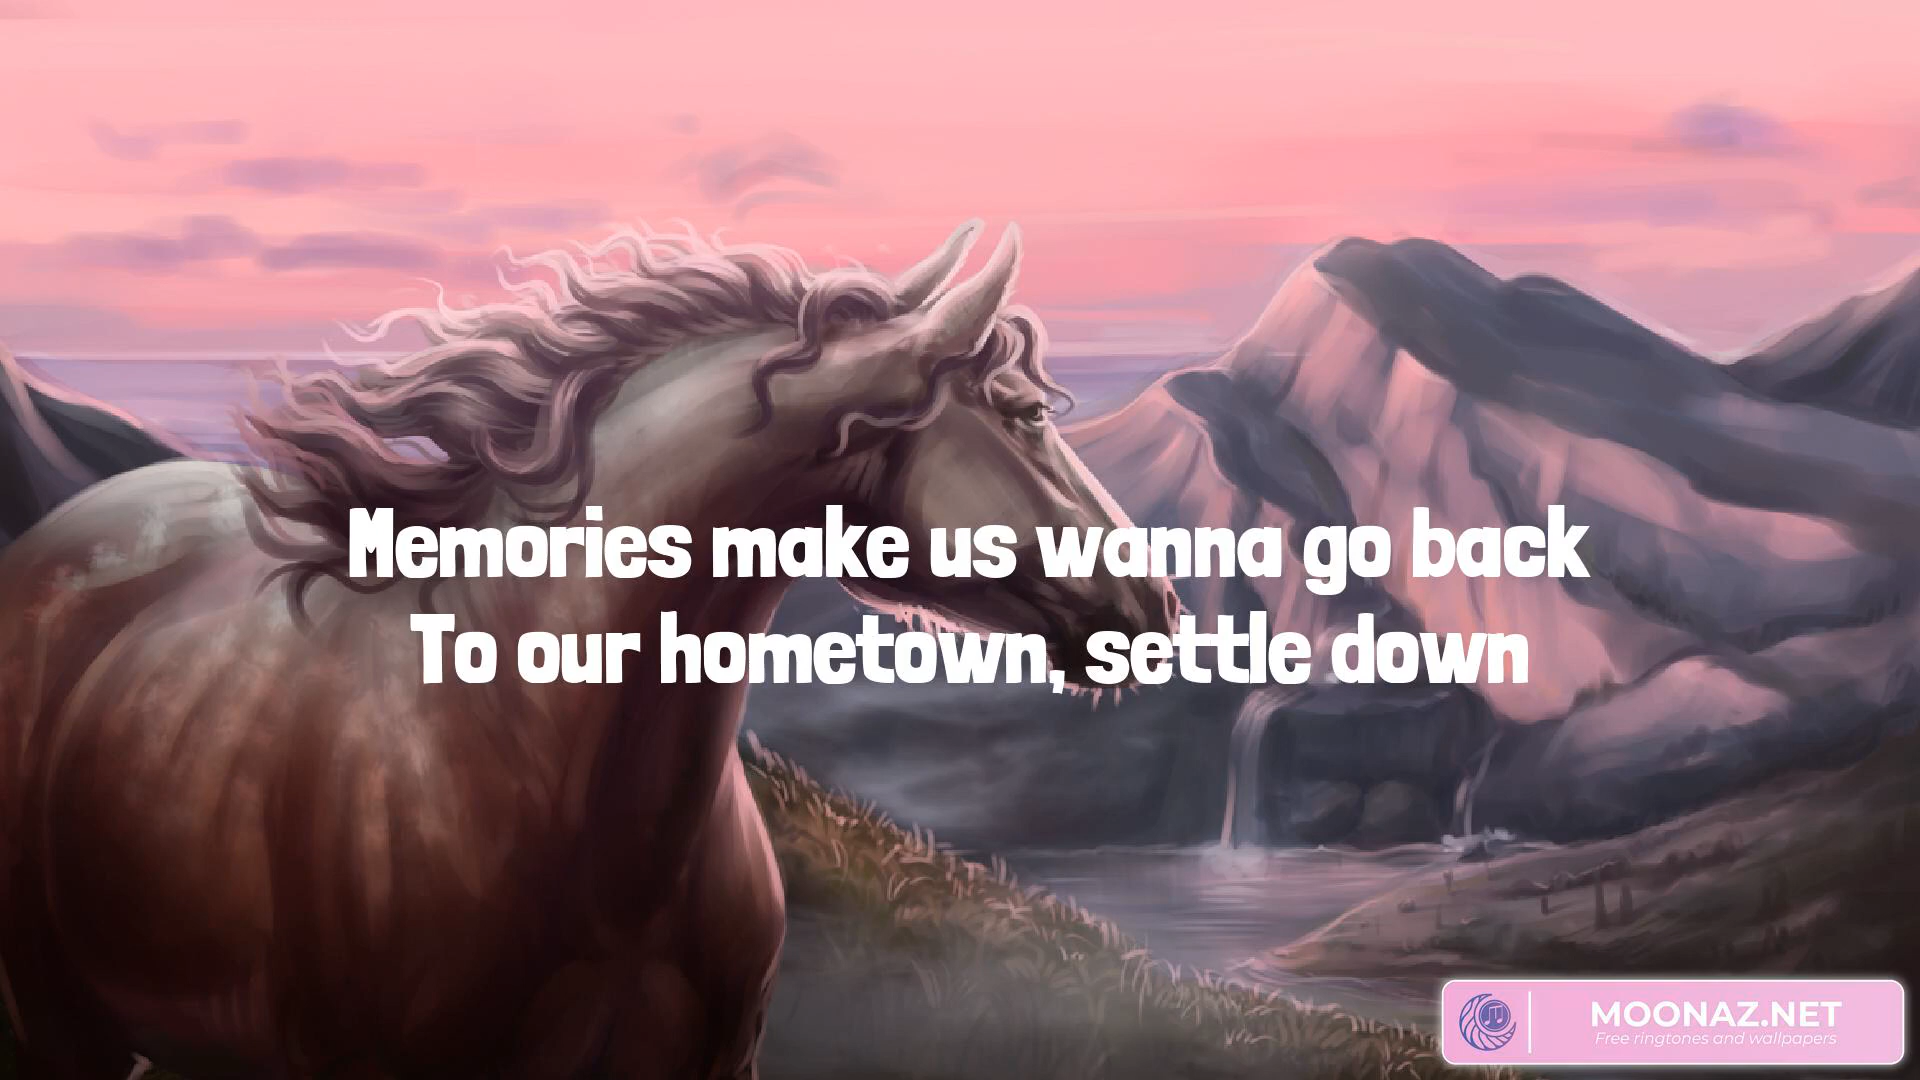 Memories make us wanna go back
To our hometown, settle down
MOONAZ.NET
Free ringtones and wallpapers